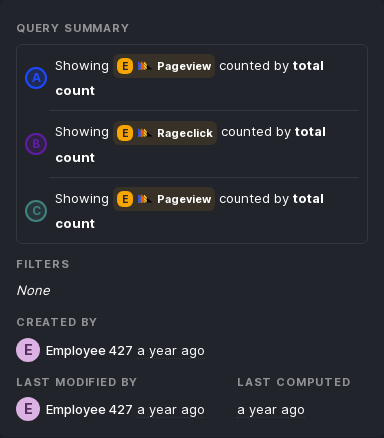 QUERY SUMMARY
A Showing E Pageview counted by total
count
B Showing E Rageclick counted by total
count
C Showing E Pageview counted by total
count
FILTERS
None
CREATED BY
E Employee 427 a year ago
LAST MODIFIED BY LAST COMPUTED
E Employee 427 a year ago a year ago